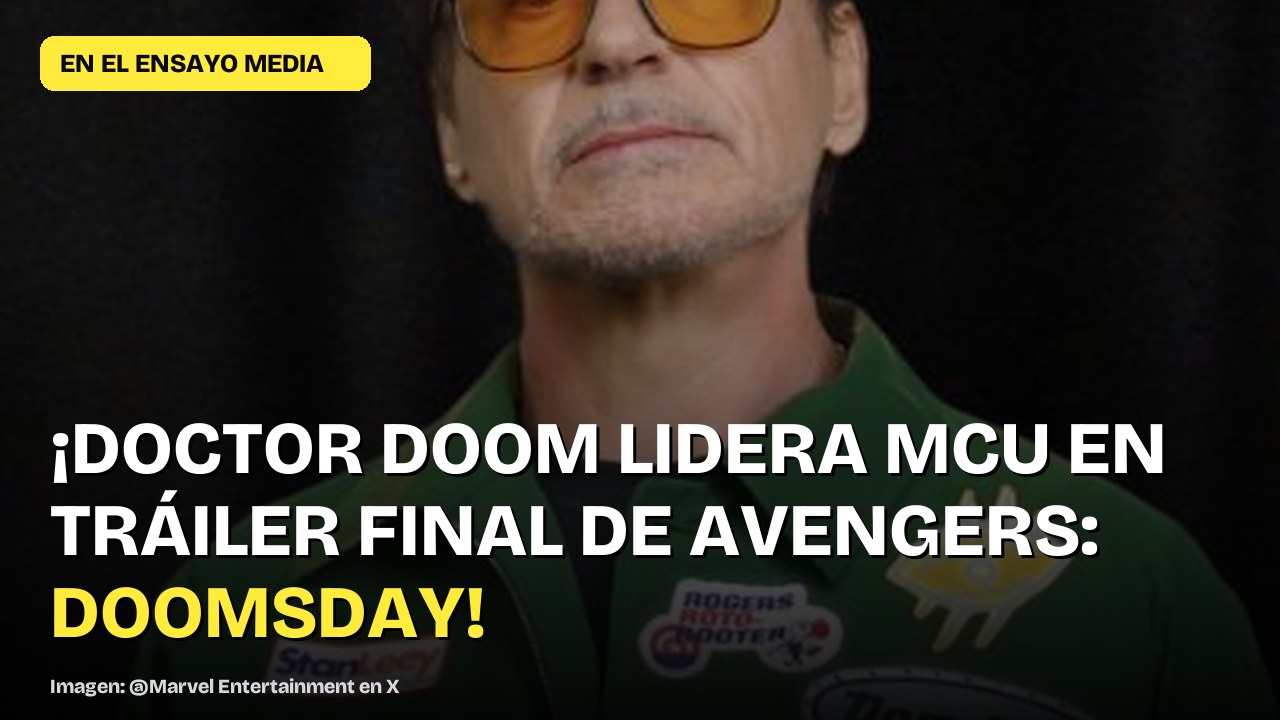 EN EL ENSAYO MEDIA
¡DOCTOR DOOM LIDERA MCU EN
TRÁILER FINAL DE AVENGERS:
DOOMSDAY!
ROGERS
ROTO-
ROOTER
StanLeey
Imagen: @Marvel Entertainment en X